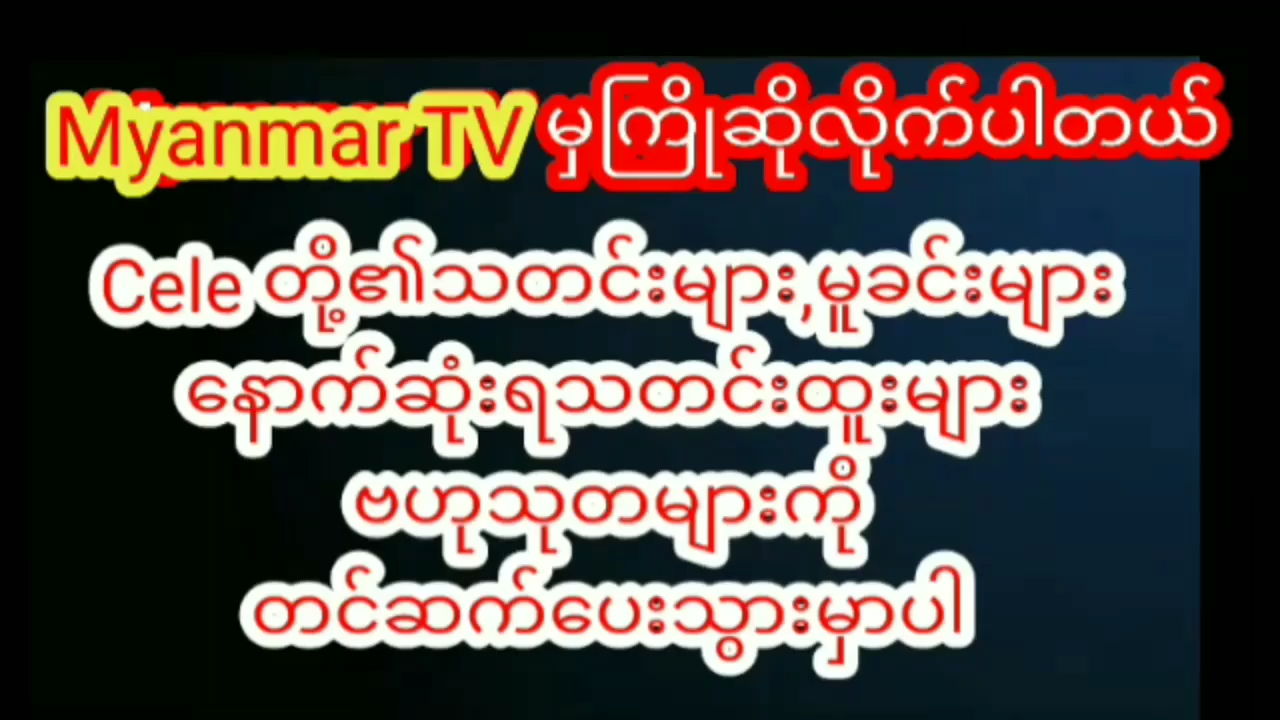 Myanmar TV မှကြိုဆိုလိုက်ပါတယ်
Cele တို့၏သတင်းများ,မူခင်းများ
နောက်ဆုံးရသတင်းထူးများ
ဗဟုသုတများကို
တင်ဆက်ပေးသွားမှာပါ